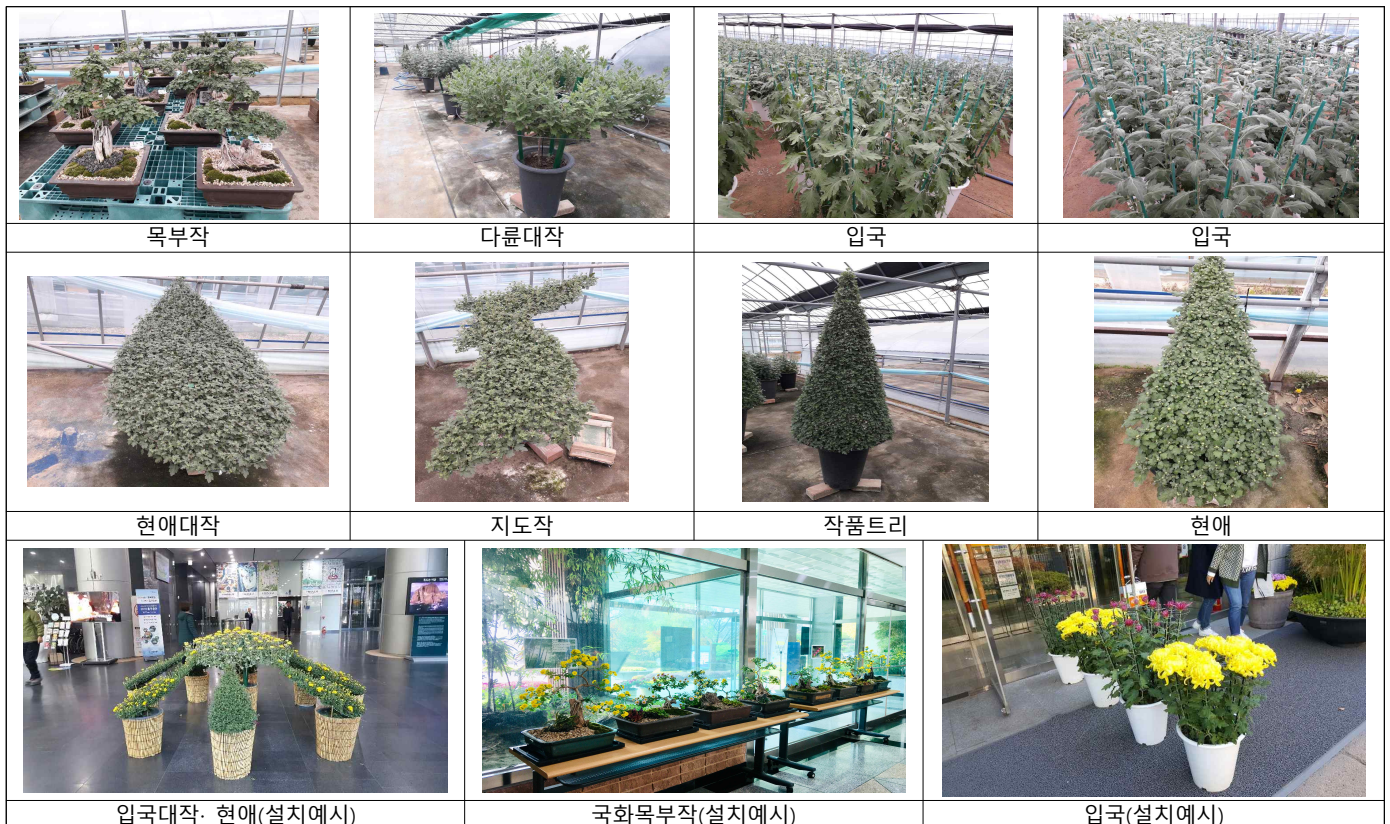 목부작
다륜대작
입국
입국
현애대작
지도작
작품트리
현애
입국대작· 현애(설치예시)
국화목부작(설치예시)
입국(설치예시)